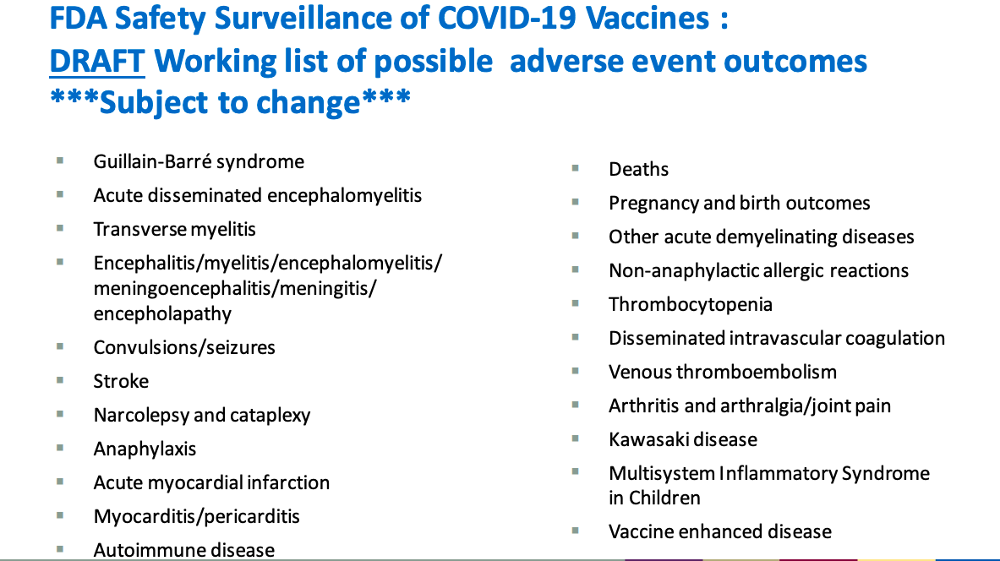 FDA Safety Surveillance of COVID-19 Vaccines :
DRAFT Working list of possible adverse event outcomes
***Subject to change***
Guillain-Barré syndrome
Acute disseminated encephalomyelitis
Transverse myelitis
Encephalitis/myelitis/encephalomyelitis/
meningoencephalitis/meningitis/
encepholapathy
Convulsions/seizures
Stroke
Narcolepsy and cataplexy
Anaphylaxis
Acute myocardial infarction
Myocarditis/pericarditis
Autoimmune disease
Deaths
Pregnancy and birth outcomes
Other acute demyelinating diseases
Non-anaphylactic allergic reactions
Thrombocytopenia
Disseminated intravascular coagulation
Venous thromboembolism
Arthritis and arthralgia/joint pain
Kawasaki disease
Multisystem Inflammatory Syndrome
in Children
Vaccine enhanced disease